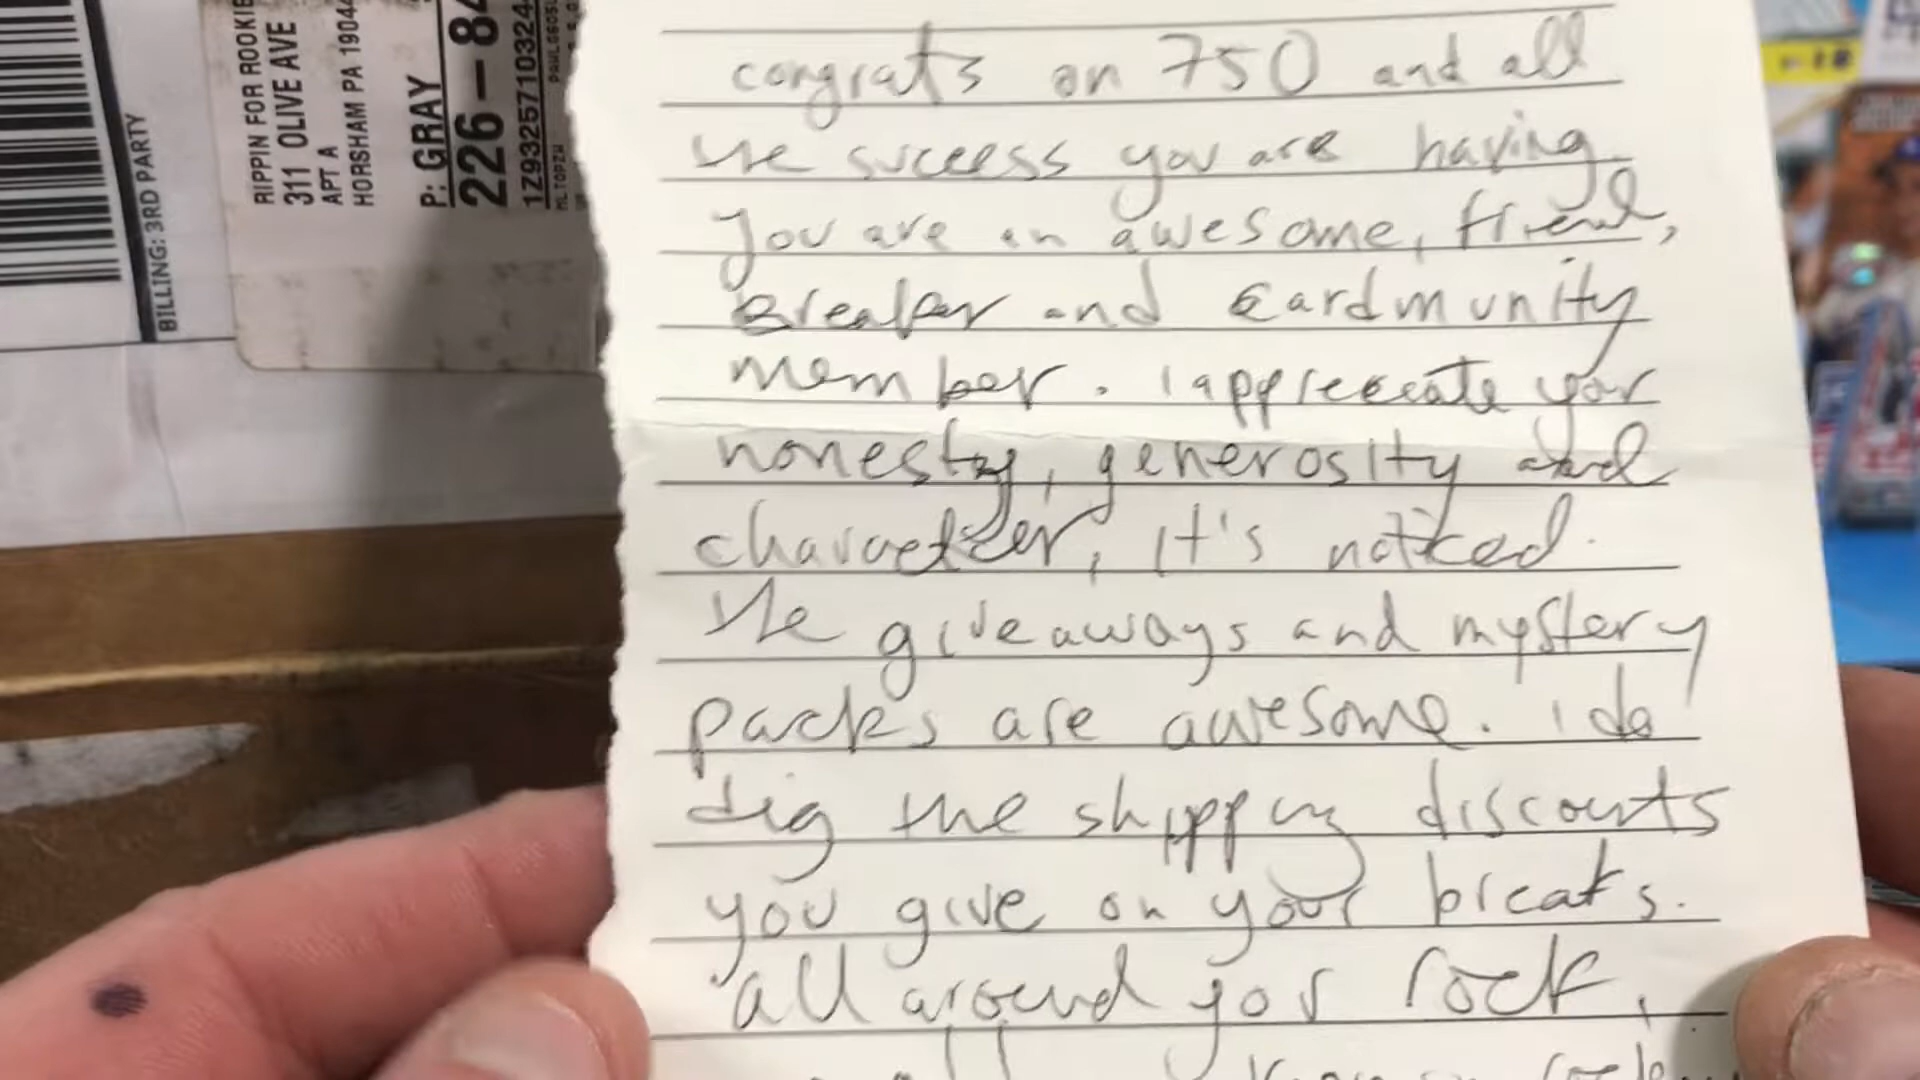 RIPPIN FOR ROOKIE
311 OLIVE AVE
APT A
HORSHAM PA 19044
P: GRAY
226 - 84
1Z9325571032
BILLING: 3RD PARTY
congrats on 750 and all
the success you are having
you are an awesome, friend,
Breaker and Cardmunity
member. I appreceate your
honesty, generosity and
character, it's noticed.
the giveaways and mystery
packs are awesome. I do
dig the shipping discounts
you give on your breaks.
all around you rock.